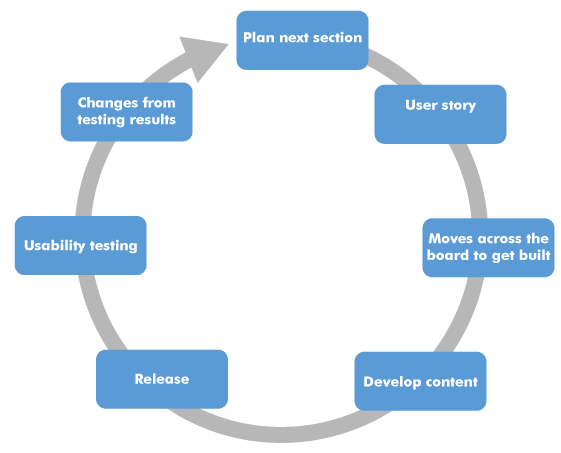 Plan next section
User story
Moves across the
board to get built
Develop content
Release
Usability testing
Changes from
testing results